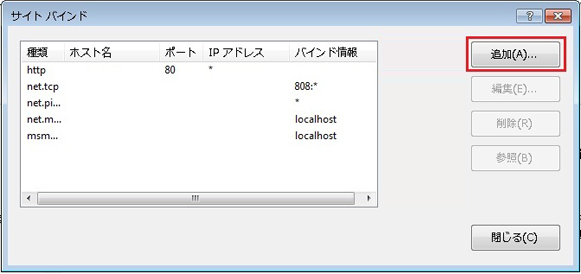 サイト バインド
種類 ホスト名 ポート IP アドレス バインド情報
http 80 *
net.tcp 808:*
net.pi... *
net.m... localhost
msm... localhost
追加(A)...
編集(E)...
削除(R)
参照(B)
閉じる(C)